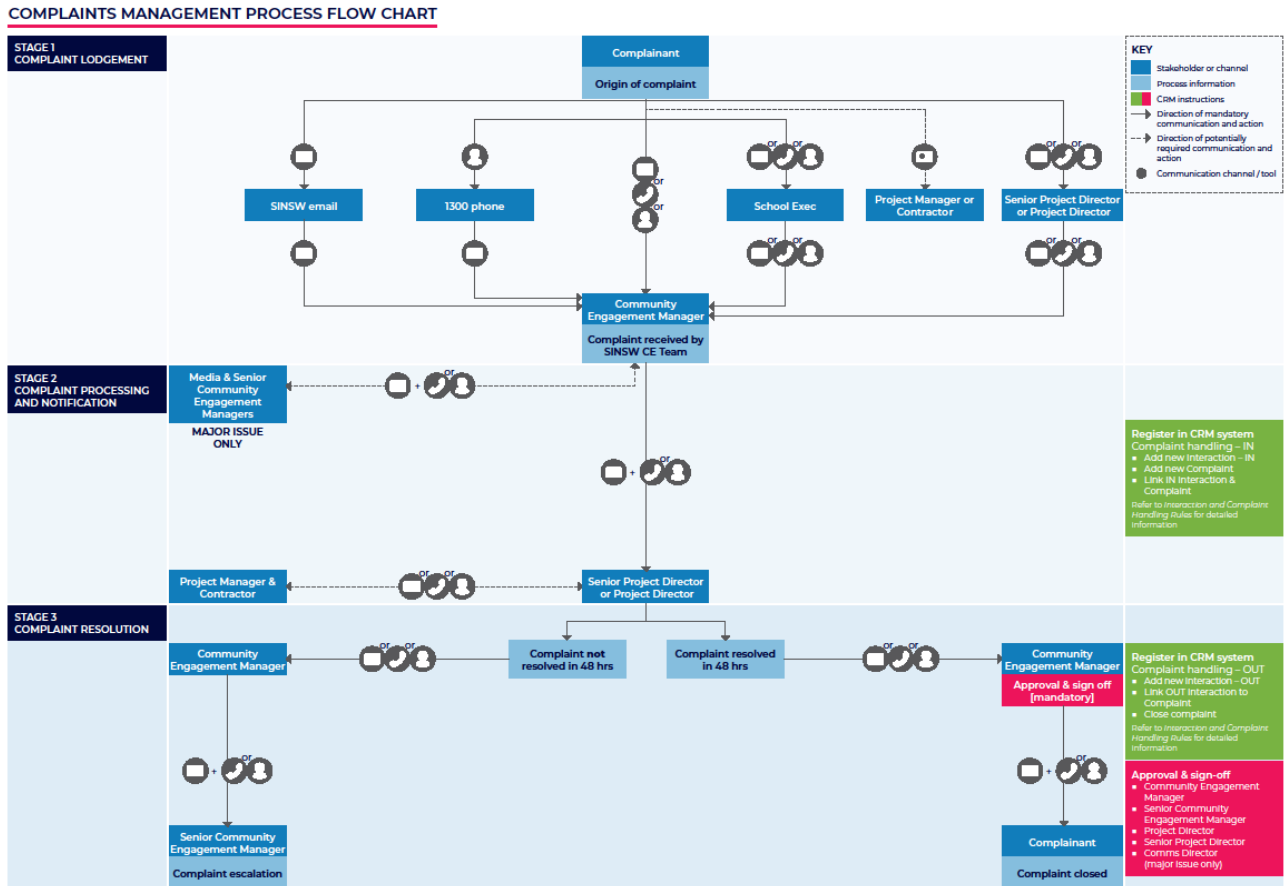 COMPLAINTS MANAGEMENT PROCESS FLOW CHART
STAGE 1
COMPLAINT LODGEMENT
Complainant
Origin of complaint
KEY
Stakeholder or channel
Process information
CRM instructions
Direction of mandatory
communication and action
Direction of potentially
required communication and
action
Communication channel / tool
or
or
or
or
or
or
SINSW email
1300 phone
School Exec
Project Manager or
Contractor
Senior Project Director
or Project Director
or
or
or
or
Community
Engagement Manager
Complaint received by
SINSW CE Team
STAGE 2
COMPLAINT PROCESSING
AND NOTIFICATION
Media & Senior
Community
Engagement
Managers
MAJOR ISSUE
ONLY
+
or
+
or
Register in CRM system
Complaint handling – IN
Add new Interaction – IN
Add new Complaint
Link IN Interaction &
Complaint
Refer to Interaction and Complaint
Handling Rules for detailed
information
Project Manager &
Contractor
or
or
Senior Project Director
or Project Director
STAGE 3
COMPLAINT RESOLUTION
Community
Engagement Manager
or
or
Complaint not
resolved in 48 hrs
Complaint resolved
in 48 hrs
or
or
Community
Engagement Manager
Approval & sign off
[mandatory]
Register in CRM system
Complaint handling – OUT
Add new Interaction – OUT
Link OUT Interaction to
Complaint
Close complaint
Refer to Interaction and Complaint
Handling Rules for detailed
information
+
or
+
or
Approval & sign-off
Community Engagement
Manager
Senior Community
Engagement Manager
Project Director
Senior Project Director
Comms Director
(major issue only)
Senior Community
Engagement Manager
Complaint escalation
Complainant
Complaint closed